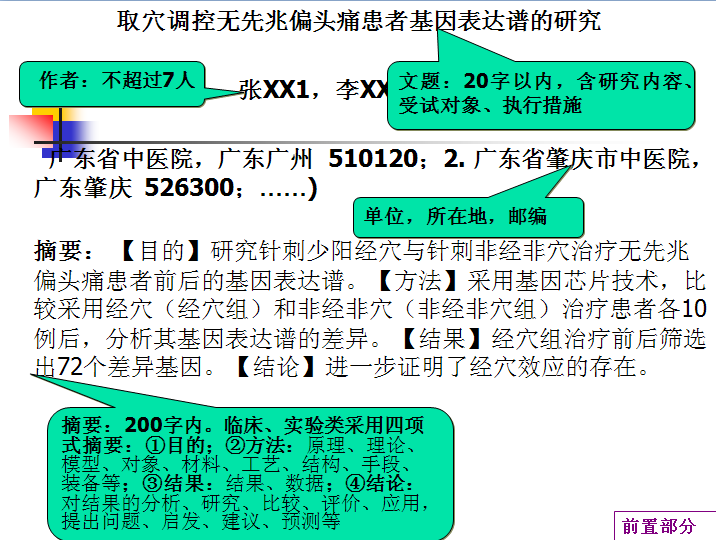 取穴调控无先兆偏头痛患者基因表达谱的研究
作者：不超过7人
张XX1，李XX
文题：20字以内，含研究内容、
受试对象、执行措施
广东省中医院，广东广州 510120；2. 广东省肇庆市中医院，
广东肇庆 526300；……)
单位，所在地，邮编
摘要：【目的】研究针刺少阳经穴与针刺非经非穴治疗无先兆
偏头痛患者前后的基因表达谱。【方法】采用基因芯片技术，比
较采用经穴（经穴组）和非经非穴（非经非穴组）治疗患者各10
例后，分析其基因表达谱的差异。【结果】经穴组治疗前后筛选
出72个差异基因。【结论】进一步证明了经穴效应的存在。
摘要：200字内。临床、实验类采用四项
式摘要：①目的；②方法：原理、理论、
模型、对象、材料、工艺、结构、手段、
装备等；③结果：结果、数据；④结论：
对结果的分析、研究、比较、评价、应用，
提出问题、启发、建议、预测等
前置部分